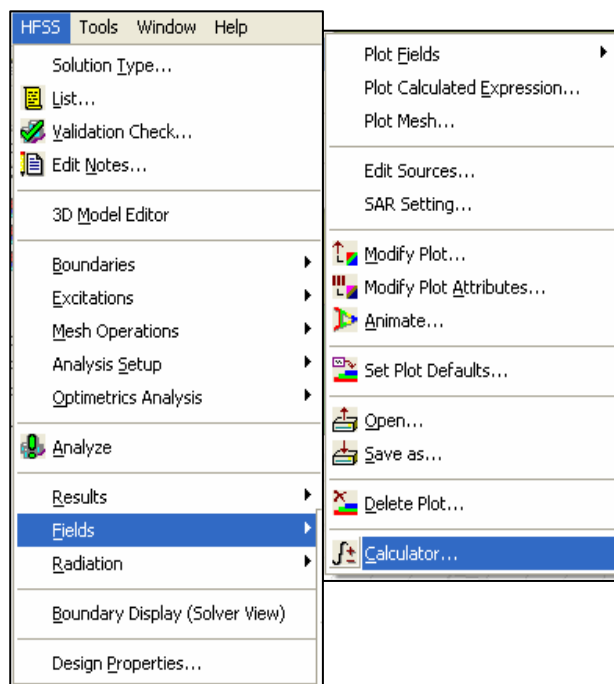 HFSS Tools Window Help
Solution Type...
List...
Validation Check...
Edit Notes...
3D Model Editor
Boundaries
Excitations
Mesh Operations
Analysis Setup
Optimetrics Analysis
Analyze
Results
Fields
Radiation
Boundary Display (Solver View)
Design Properties...
Plot Fields
Plot Calculated Expression...
Plot Mesh...
Edit Sources...
SAR Setting...
Modify Plot...
Modify Plot Attributes...
Animate...
Set Plot Defaults...
Open...
Save as...
Delete Plot...
Calculator...